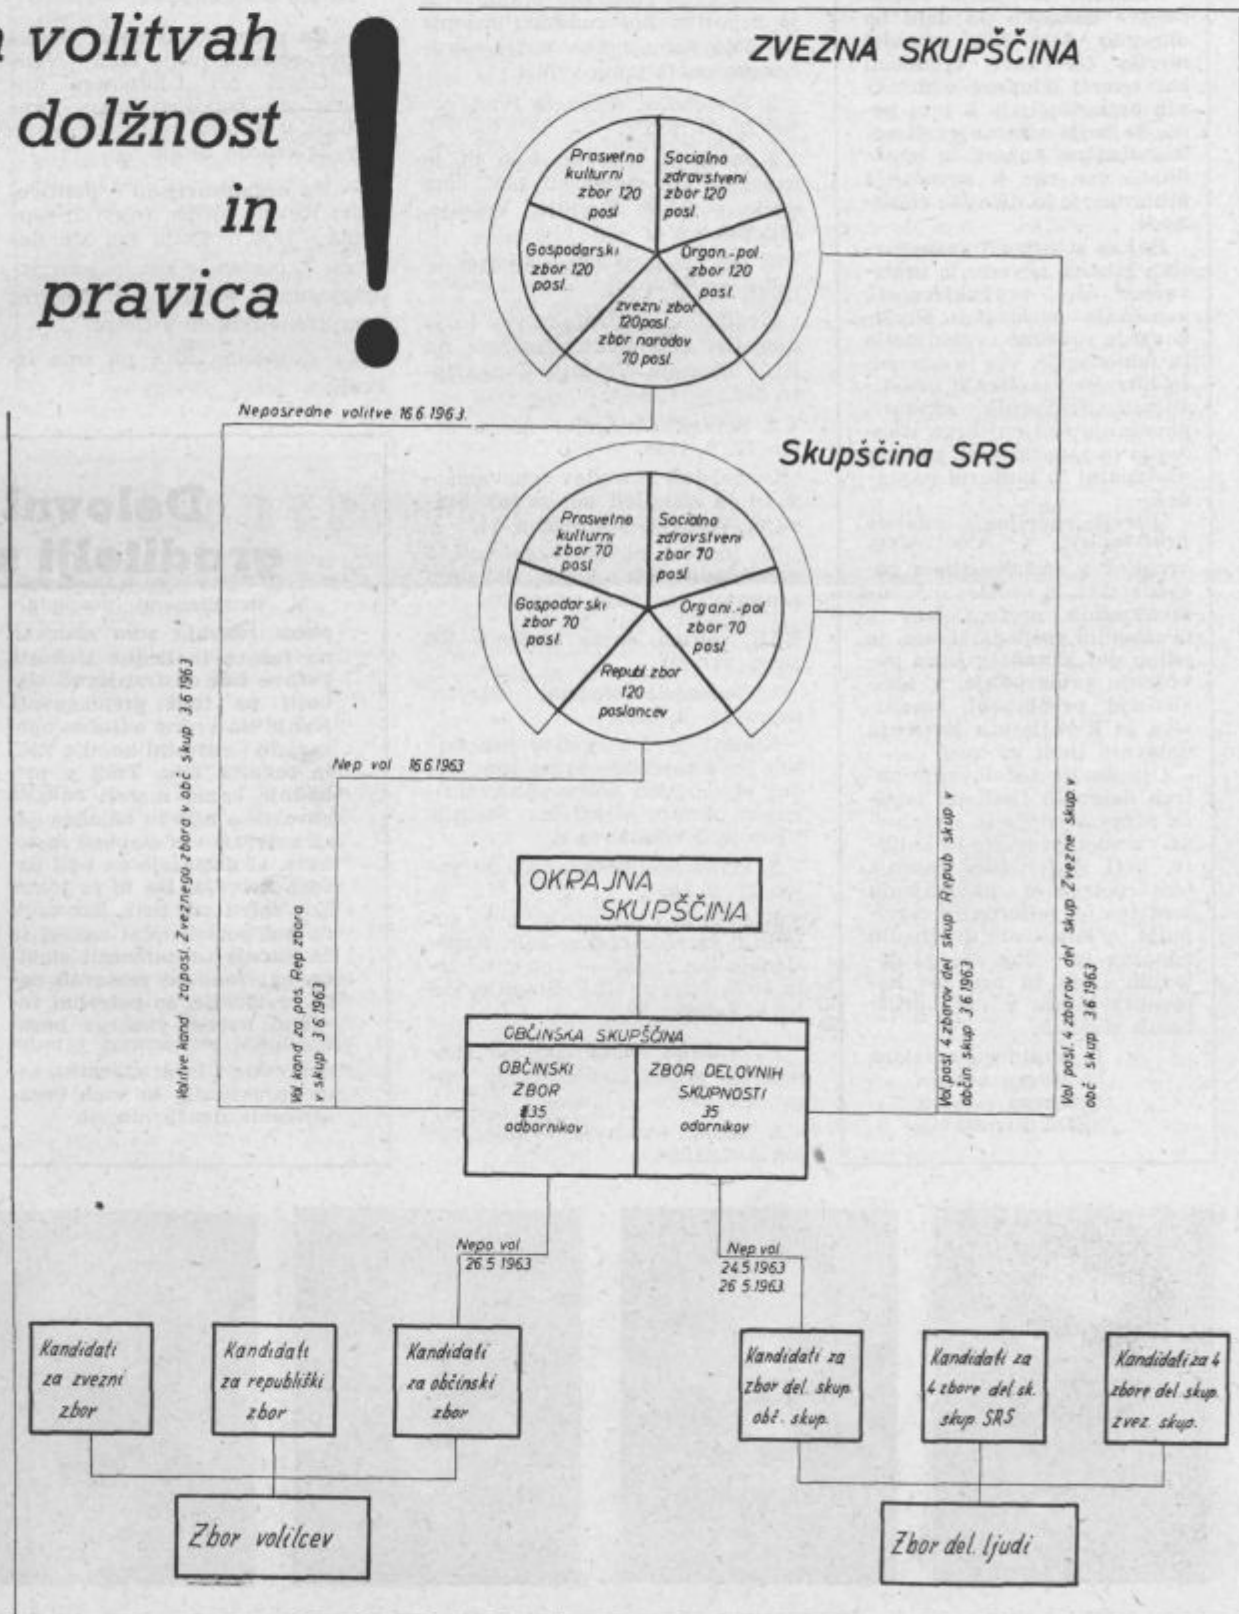 volitvah
dolžnost
in
pravica
!
ZVEZNA SKUPŠČINA
Prosvetno
kulturni
zbor 120
posl
Socialno
zdravstveni
zbor 120
posl.
Gospodarski
zbor 120
posl.
Organ.-pol.
zbor 120
posl.
zvezni zbor
120 posl.
zbor narodov
70 posl.
Neposredne volitve 16.6.1963.
Skupščina SRS
Prosvetno
kulturni
zbor 70
posl
Socialno
zdravstveni
zbor 70
posl.
Gospodarski
zbor 70
posl.
Organi.-pol
zbor 70
posl.
Republ zbor
120
poslancev
Nep vol 16.6.1963
Volitve kand za posl. Zveznega zbora v obč skup 3.6.1963
Vol kand za pos. Rep zbora
v skup 3.6.1963
Vol posl 4 zborov del skup Repub skup v
občin skup 3.6.1963
Vol posl. 4 zborov del skup Zvezne skup. v
obč skup 3.6.1963
OKRAJNA
SKUPŠČINA
OBČINSKA SKUPŠČINA
OBČINSKI
ZBOR
35
odbornikov
ZBOR DELOVNIH
SKUPNOSTI
35
odornikov
Nepo vol
26.5.1963
Nep vol
24.5.1963
26.5.1963.
Kandidati
za zvezni
zbor
Kandidati
za republiški
zbor
Kandidati
za občinski
zbor
Kandidati za
zbor del. skup.
obč. skup.
Kandidati za
4 zbore del. sk.
skup. SRS
Kandidati za 4
zbore del. skup.
zvez. skup.
Zbor volilcev
Zbor del. ljudi